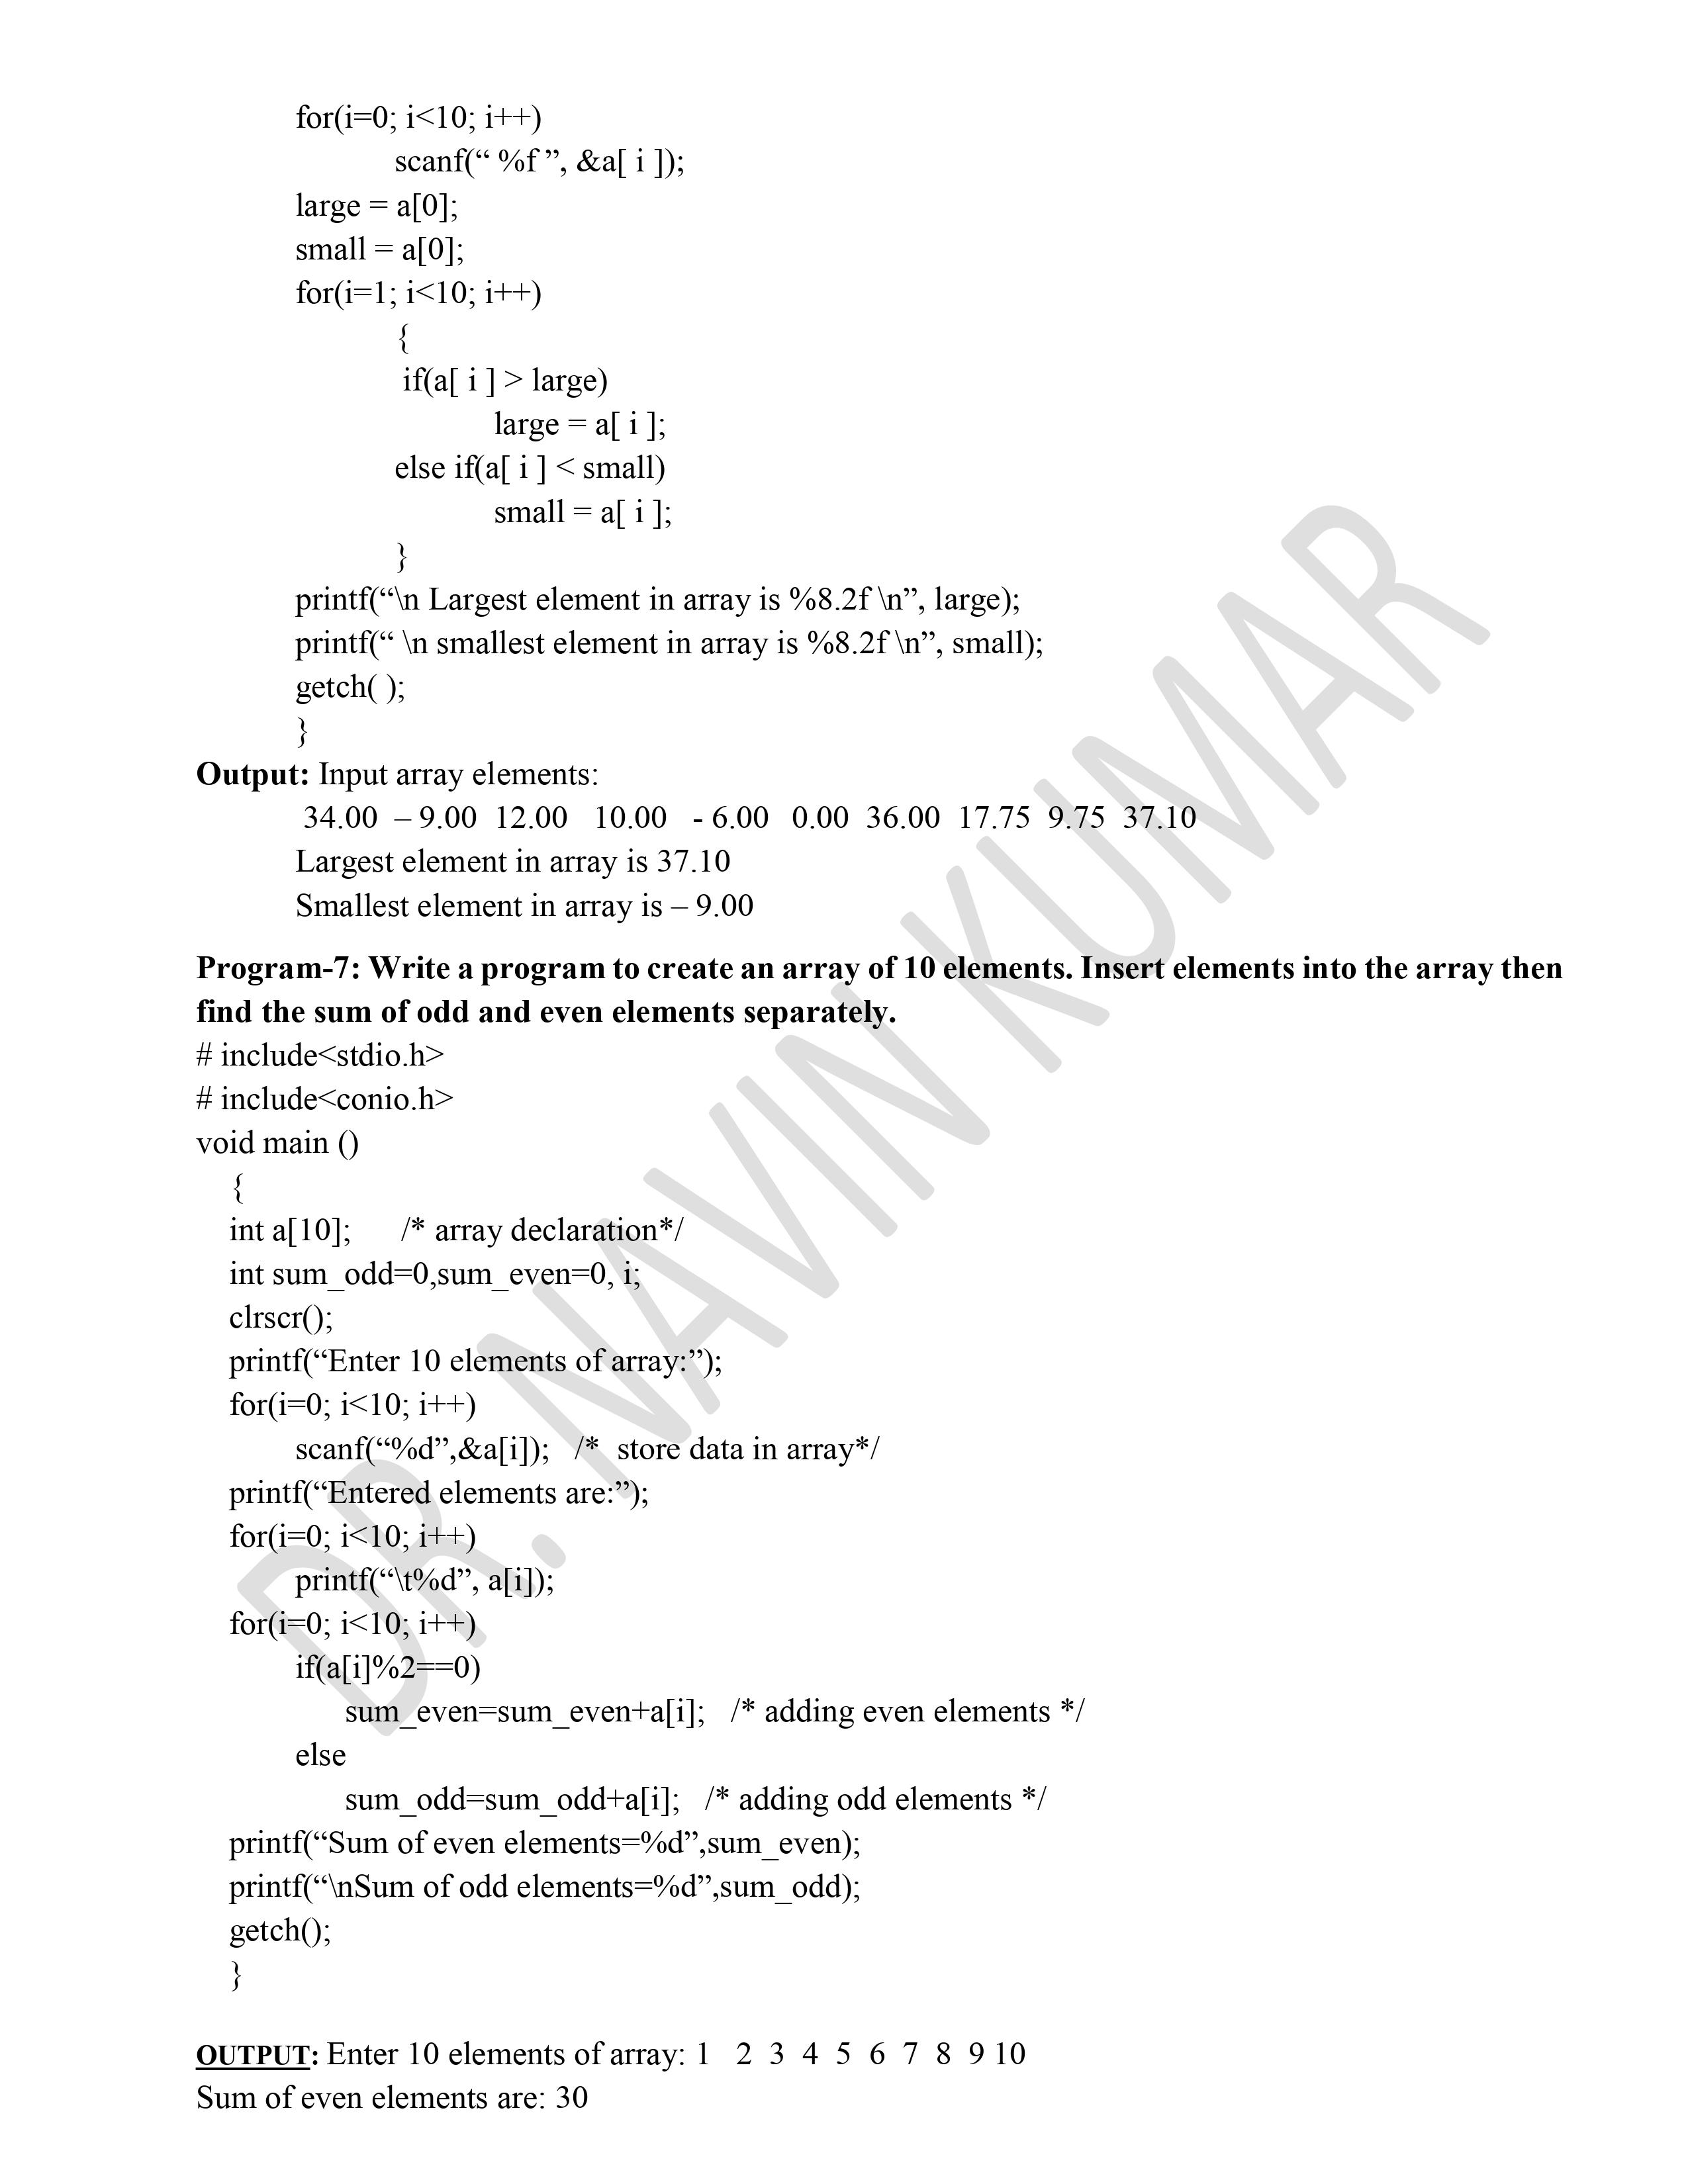 for(i=0; i<10; i++)
scanf(“ %f ”, &a[ i ]);
large = a[0];
small = a[0];
for(i=1; i<10; i++)
{
if(a[ i ] > large)
large = a[ i ];
else if(a[ i ] < small)
small = a[ i ];
}
printf(“\n Largest element in array is %8.2f \n”, large);
printf(“ \n smallest element in array is %8.2f \n”, small);
getch( );
}
Output: Input array elements:
34.00 – 9.00 12.00 10.00 - 6.00 0.00 36.00 17.75 9.75 37.10
Largest element in array is 37.10
Smallest element in array is – 9.00
Program-7: Write a program to create an array of 10 elements. Insert elements into the array then
find the sum of odd and even elements separately.
# include<stdio.h>
# include<conio.h>
void main ()
{
int a[10]; /* array declaration*/
int sum_odd=0,sum_even=0, i;
clrscr();
printf(“Enter 10 elements of array:”);
for(i=0; i<10; i++)
scanf(“%d”,&a[i]); /* store data in array*/
printf(“Entered elements are:”);
for(i=0; i<10; i++)
printf(“\t%d”, a[i]);
for(i=0; i<10; i++)
if(a[i]%2==0)
sum_even=sum_even+a[i]; /* adding even elements */
else
sum_odd=sum_odd+a[i]; /* adding odd elements */
printf(“Sum of even elements=%d”,sum_even);
printf(“\nSum of odd elements=%d”,sum_odd);
getch();
}
OUTPUT: Enter 10 elements of array: 1 2 3 4 5 6 7 8 9 10
Sum of even elements are: 30
DR. NAVIN KUMAR